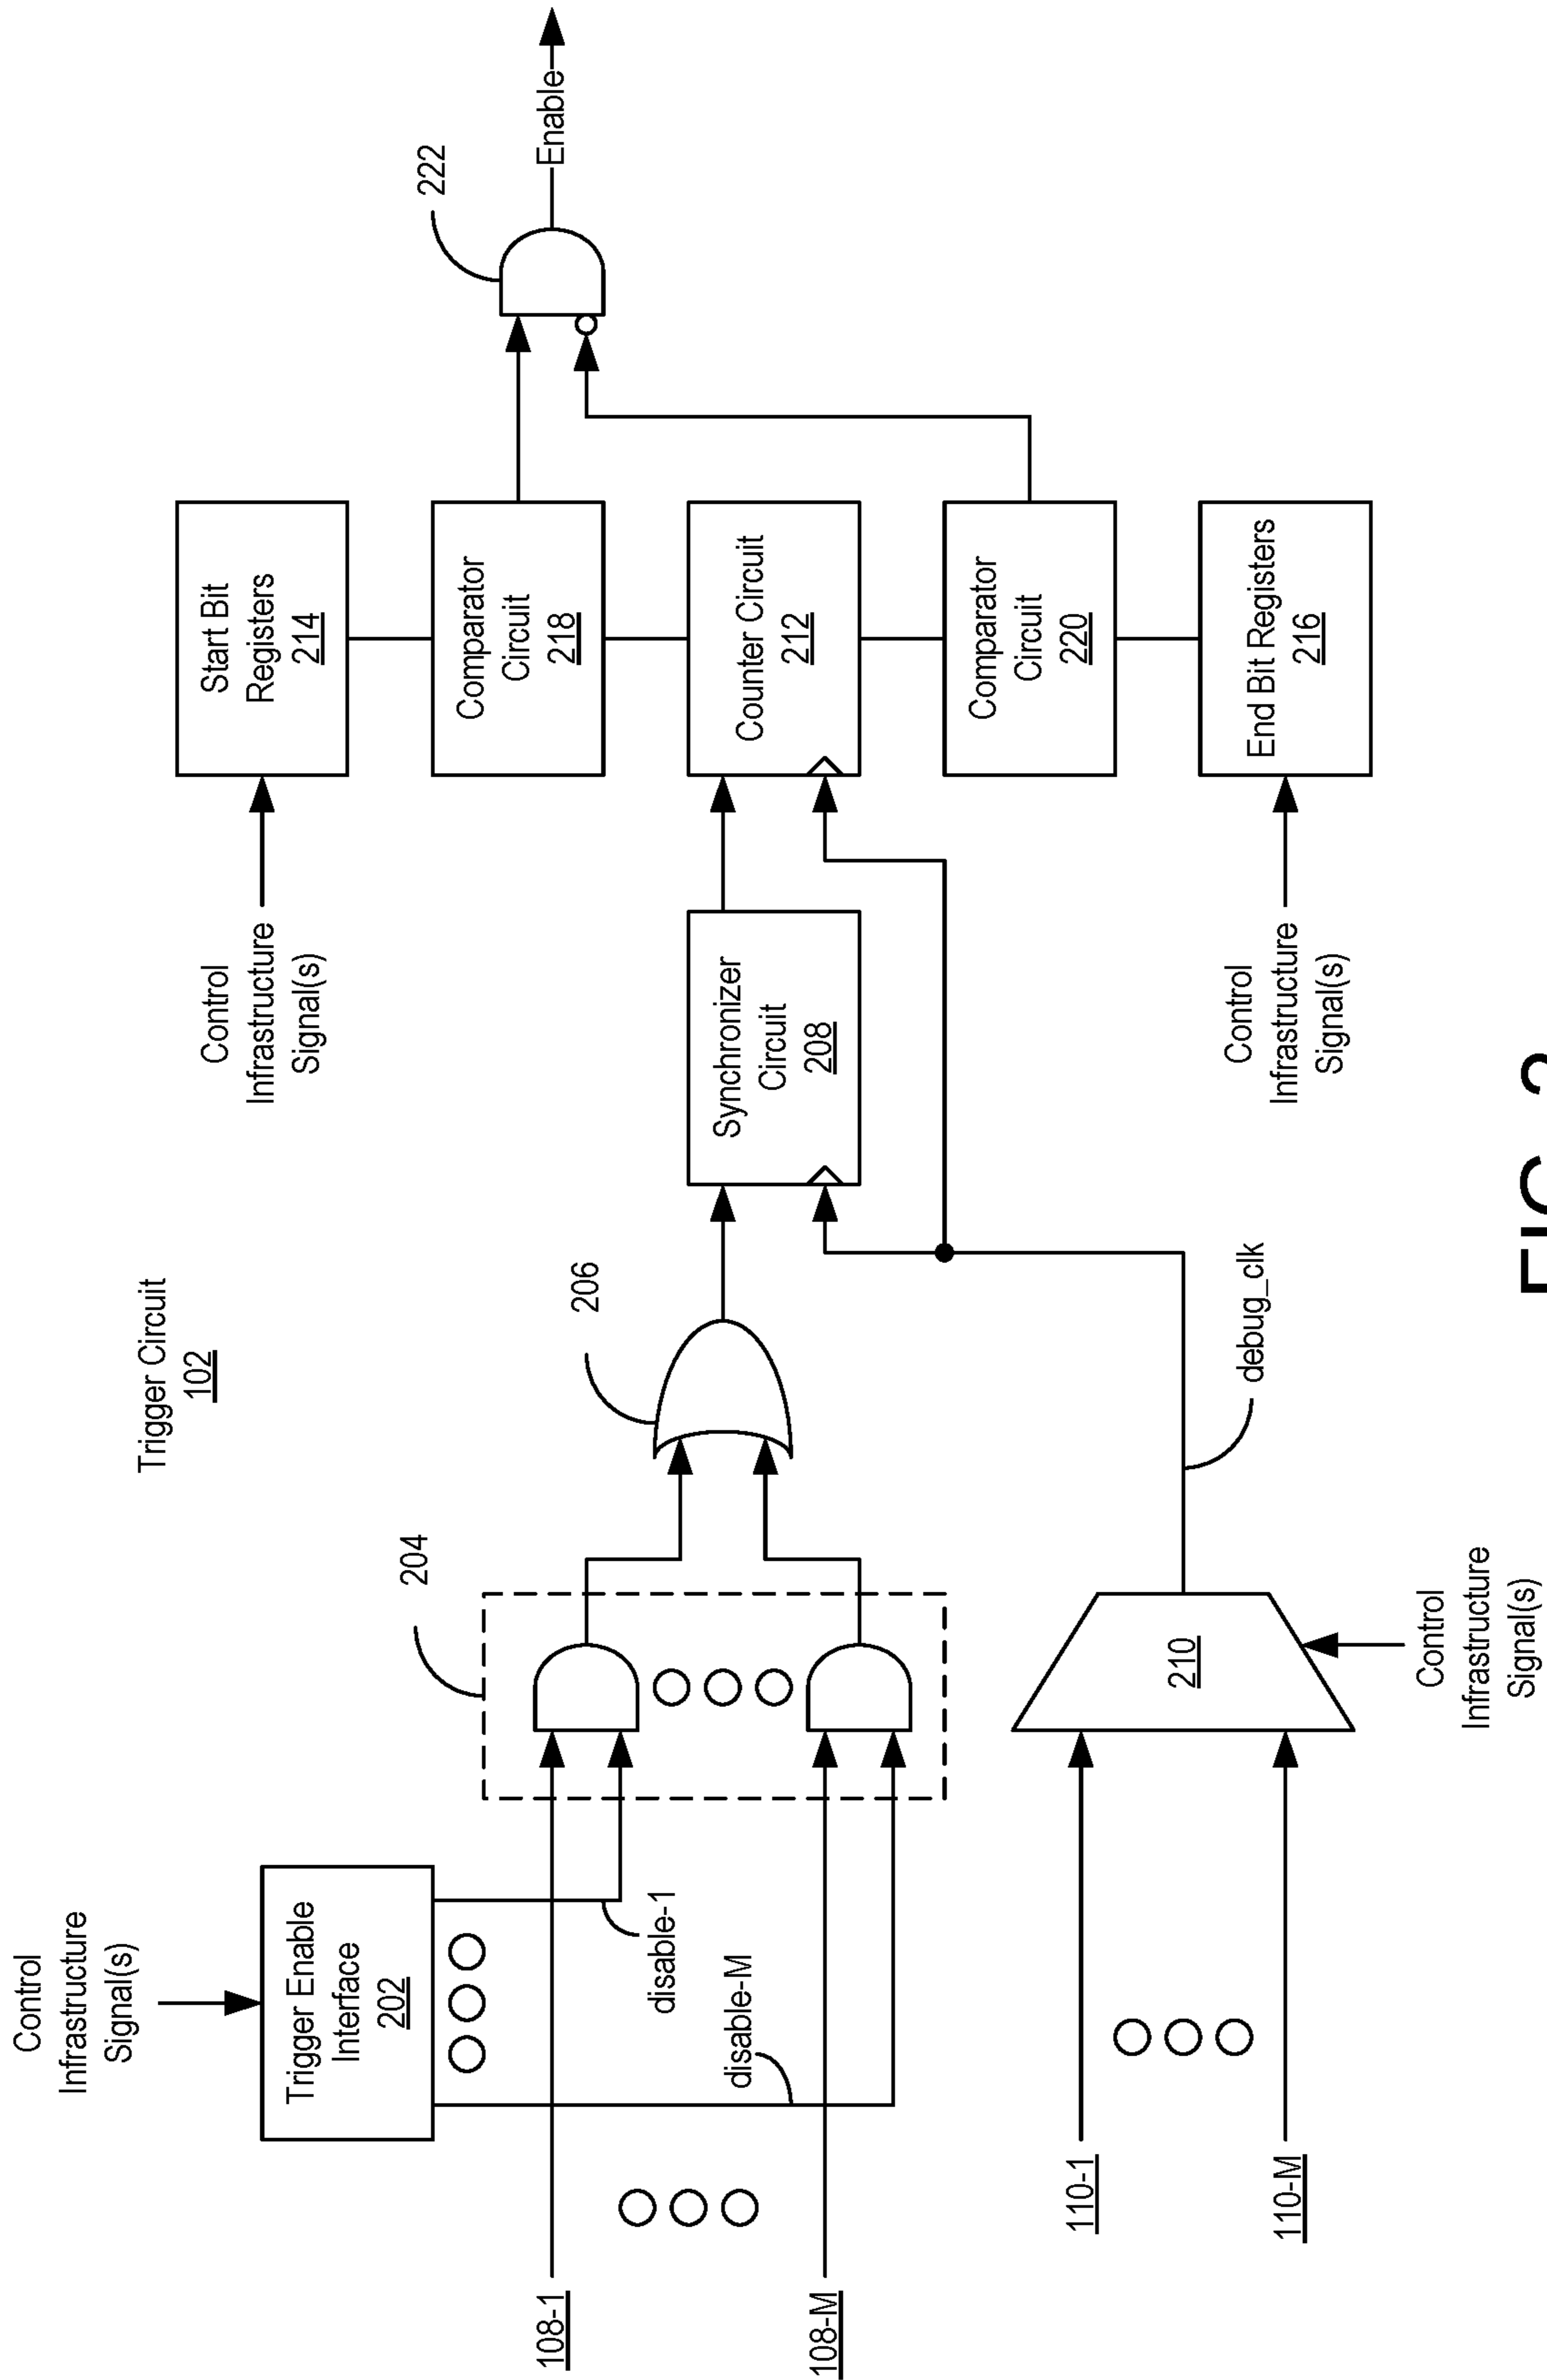 Trigger Circuit
102
Control
Infrastructure
Signal(s)
Trigger Enable
Interface
202
disable-1
disable-M
108-1
108-M
204
206
110-1
110-M
210
Control
Infrastructure
Signal(s)
debug_clk
Synchronizer
Circuit
208
Control
Infrastructure
Signal(s)
Start Bit
Registers
214
Comparator
Circuit
218
Counter Circuit
212
Comparator
Circuit
220
End Bit Registers
216
Control
Infrastructure
Signal(s)
222
Enable